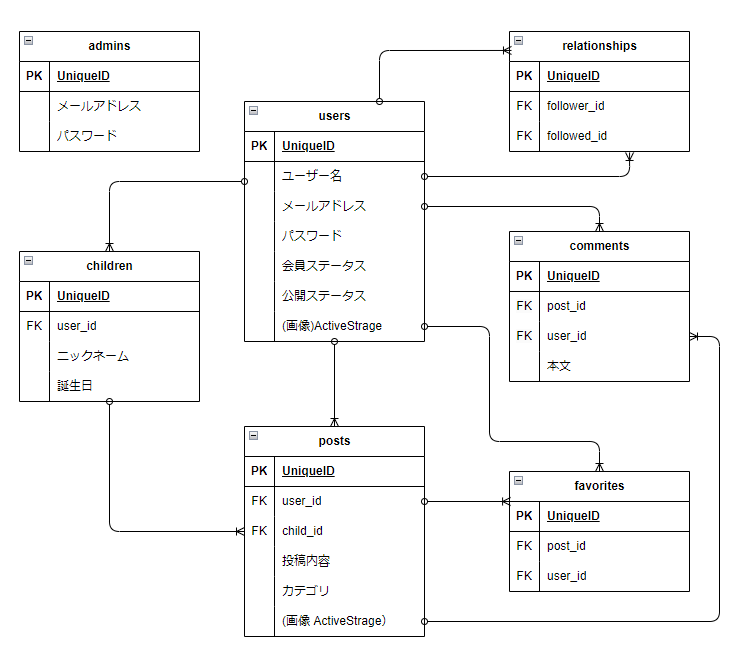 admins
PK UniqueID
メールアドレス
パスワード
users
PK UniqueID
ユーザー名
メールアドレス
パスワード
会員ステータス
公開ステータス
(画像)ActiveStrage
relationships
PK UniqueID
FK follower_id
FK followed_id
children
PK UniqueID
FK user_id
ニックネーム
誕生日
comments
PK UniqueID
FK post_id
FK user_id
本文
posts
PK UniqueID
FK user_id
FK child_id
投稿内容
カテゴリ
(画像 ActiveStrage）
favorites
PK UniqueID
FK post_id
FK user_id